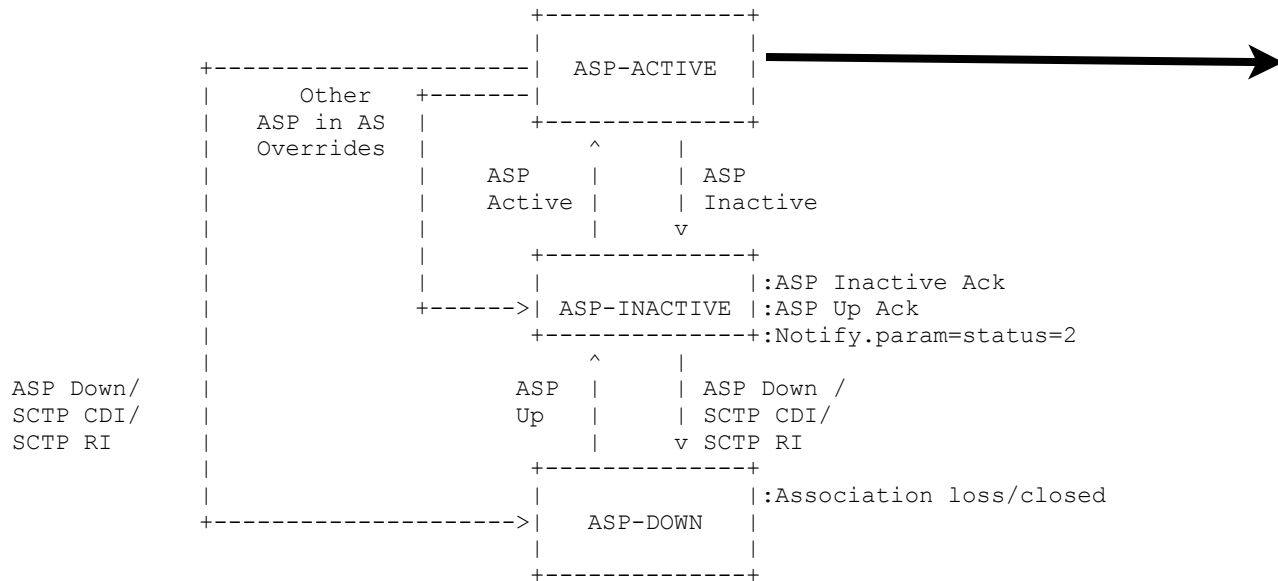 ASP-ACTIVE
Other
ASP in AS
Overrides
ASP ASP
Active Inactive
:ASP Inactive Ack
ASP-INACTIVE :ASP Up Ack
:Notify.param=status=2
ASP Down/ ASP ASP Down /
SCTP CDI/ Up SCTP CDI/
SCTP RI SCTP RI
:Association loss/closed
ASP-DOWN